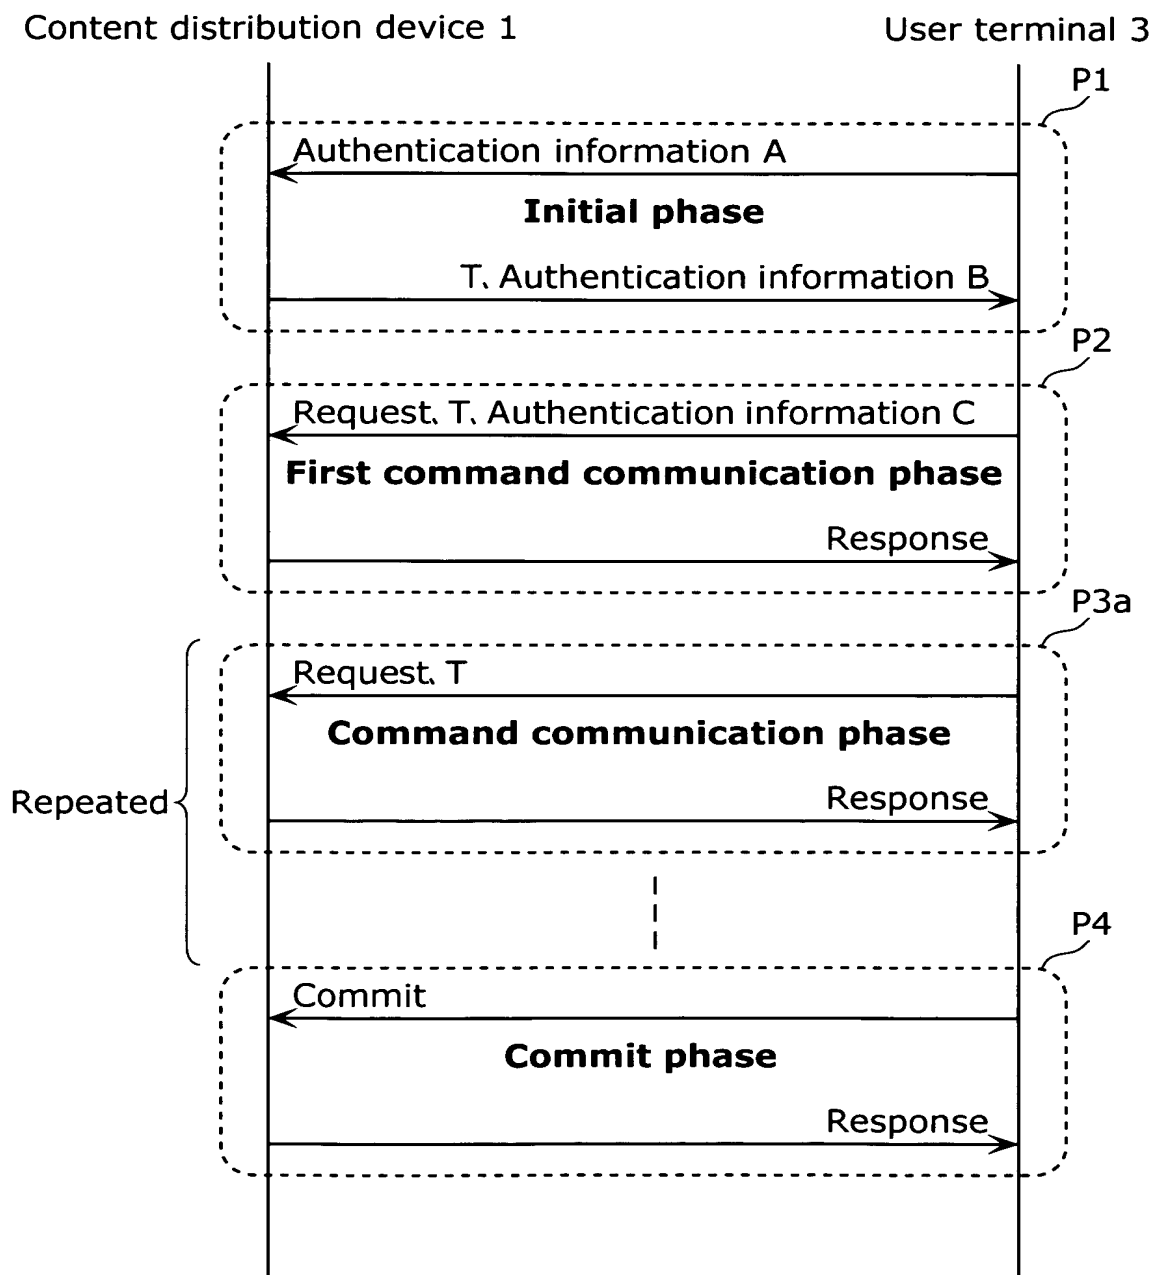 Content distribution device 1
User terminal 3
P1
Authentication information A
Initial phase
T、Authentication information B
P2
Request、T、Authentication information C
First command communication phase
Response
P3a
Request、T
Command communication phase
Repeated
Response
P4
Commit
Commit phase
Response